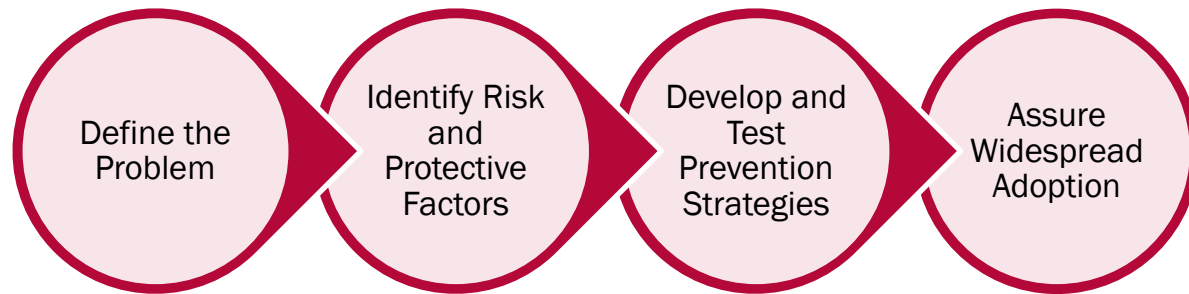 Define the
Problem
Identify Risk
and
Protective
Factors
Develop and
Test
Prevention
Strategies
Assure
Widespread
Adoption